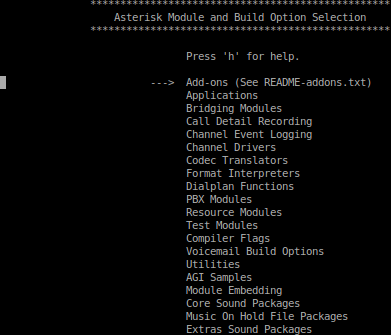 **************************************************
Asterisk Module and Build Option Selection
**************************************************
Press 'h' for help.
---> Add-ons (See README-addons.txt)
Applications
Bridging Modules
Call Detail Recording
Channel Event Logging
Channel Drivers
Codec Translators
Format Interpreters
Dialplan Functions
PBX Modules
Resource Modules
Test Modules
Compiler Flags
Voicemail Build Options
Utilities
AGI Samples
Module Embedding
Core Sound Packages
Music On Hold File Packages
Extras Sound Packages